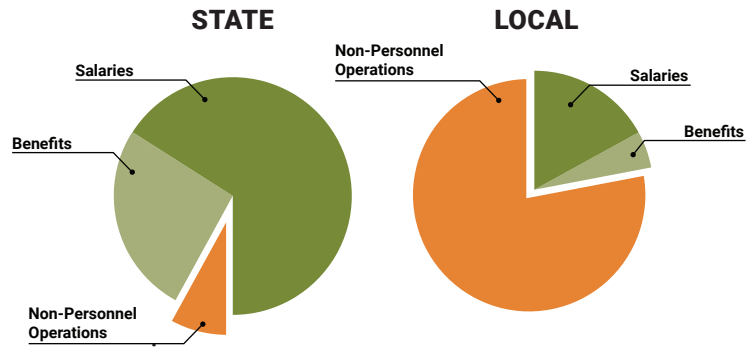 STATE
Salaries
Benefits
Non-Personnel
Operations
LOCAL
Non-Personnel
Operations
Salaries
Benefits